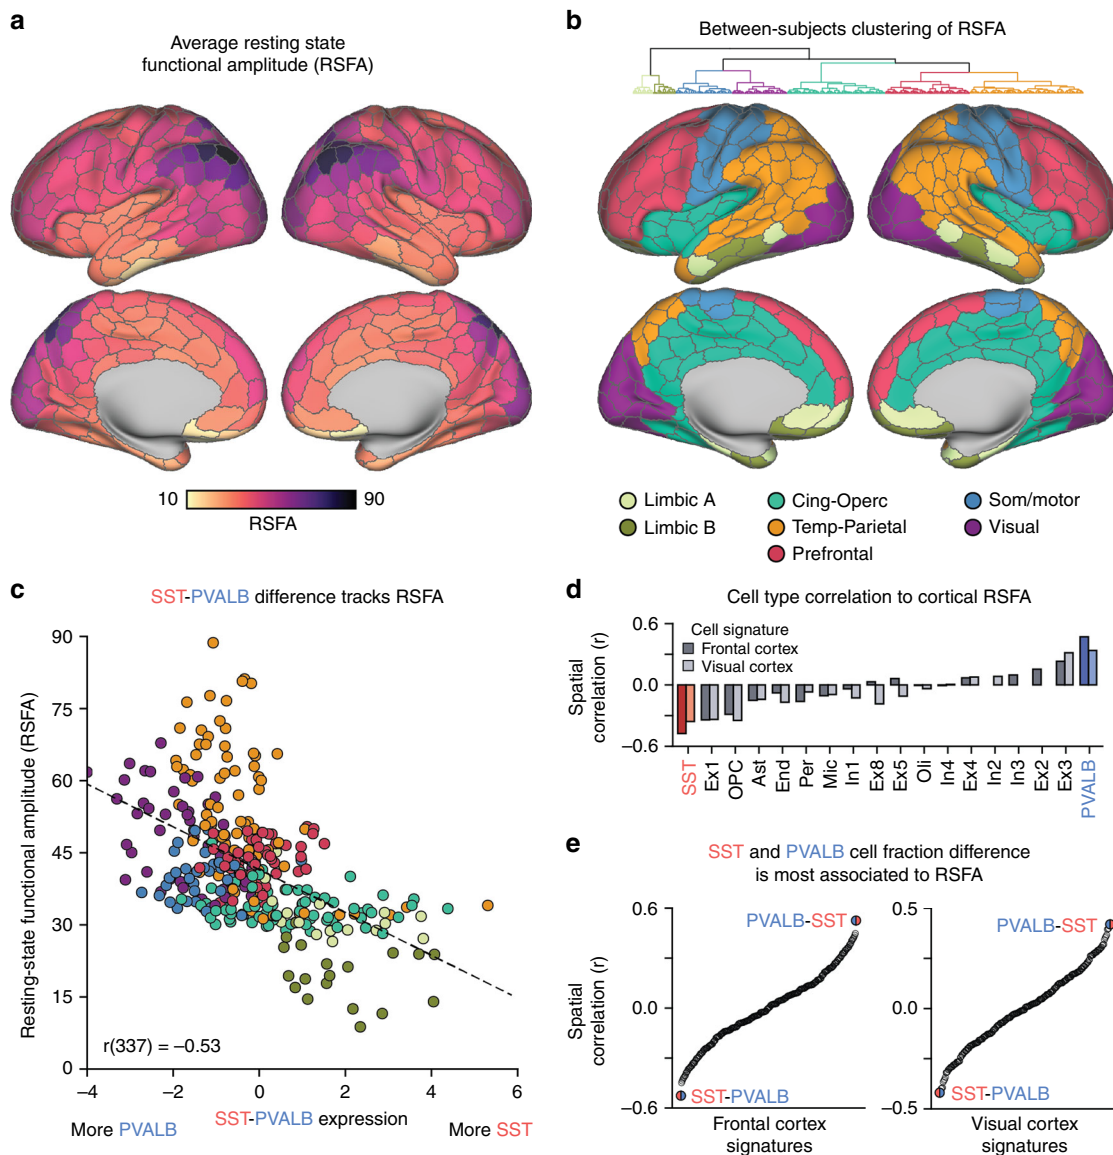 a
Average resting state
functional amplitude (RSFA)
10
90
RSFA
b
Between-subjects clustering of RSFA
Limbic A
Limbic B
Cing-Operc
Temp-Parietal
Prefrontal
Som/motor
Visual
c
SST-PVALB difference tracks RSFA
Resting-state functional amplitude (RSFA)
90
75
60
45
30
15
0
r(337) = –0.53
–4
–2
0
2
4
6
More PVALB
SST-PVALB expression
More SST
d
Cell type correlation to cortical RSFA
Spatial
correlation (r)
0.6
0.0
–0.6
Cell signature
Frontal cortex
Visual cortex
SST
Ex1
OPC
Ast
End
Per
Mic
In1
Ex8
Ex5
Oli
In4
Ex4
In2
In3
Ex2
Ex3
PVALB
e
SST and PVALB cell fraction difference
is most associated to RSFA
Spatial
correlation (r)
0.6
0.0
–0.6
PVALB-SST
SST-PVALB
Frontal cortex
signatures
0.5
0.0
–0.5
PVALB-SST
SST-PVALB
Visual cortex
signatures